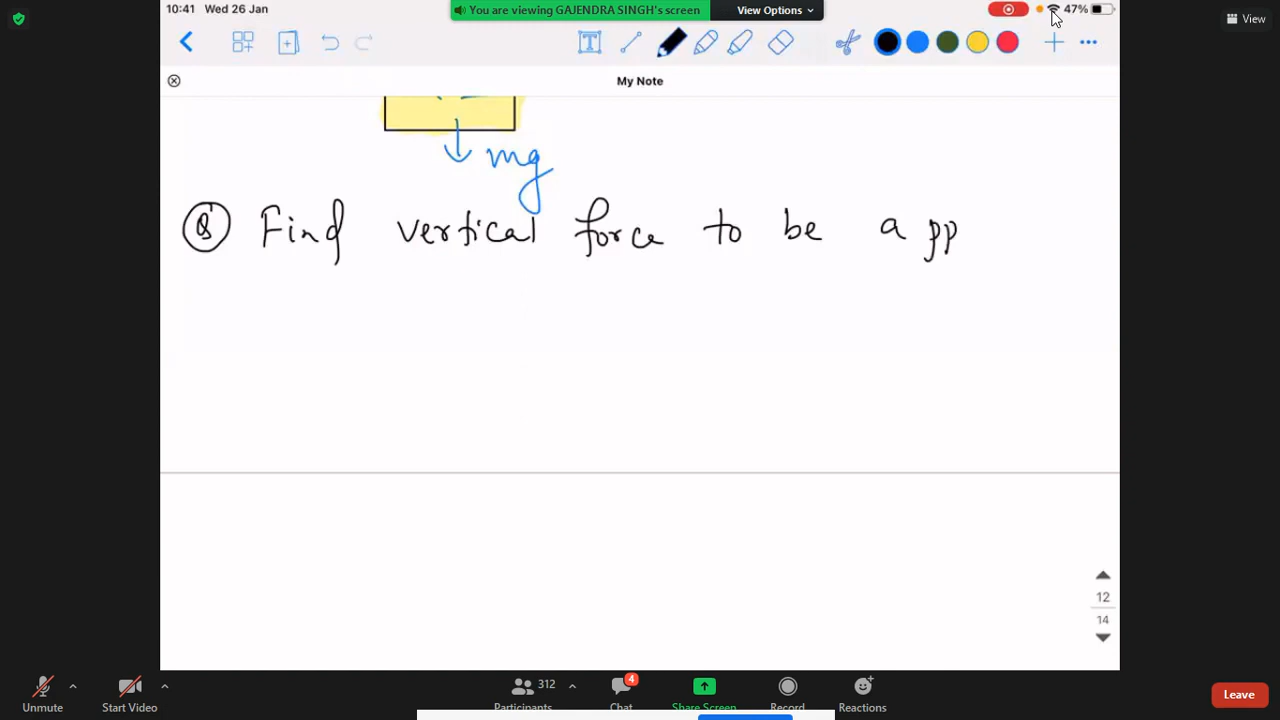 10:41 Wed 26 Jan
You are viewing GAJENDRA SINGH's screen
View Options
47%
View
My Note
mg
Q Find vertical force to be a pp
12
14
Unmute
Start Video
312
Participants
4
Chat
Share Screen
Record
Reactions
Leave